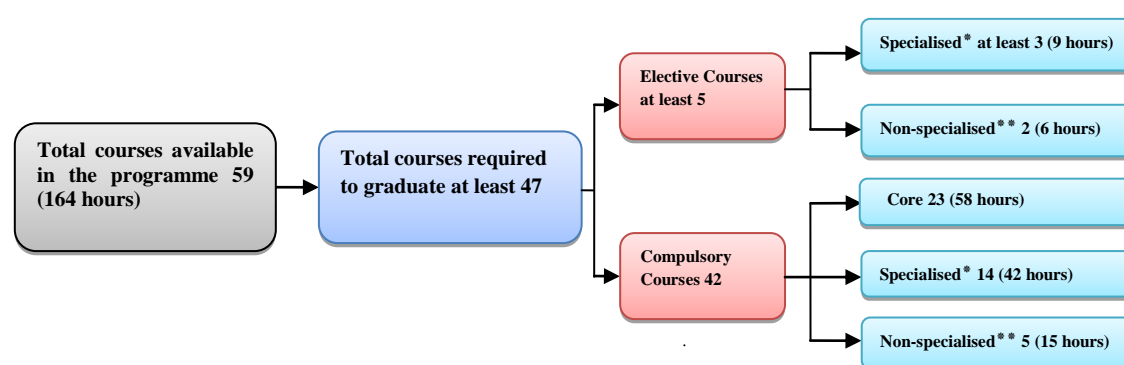 Total courses available
in the programme 59
(164 hours)
Total courses required
to graduate at least 47
Elective Courses
at least 5
Specialised* at least 3 (9 hours)
Non-specialised** 2 (6 hours)
Compulsory
Courses 42
Core 23 (58 hours)
Specialised* 14 (42 hours)
Non-specialised** 5 (15 hours)